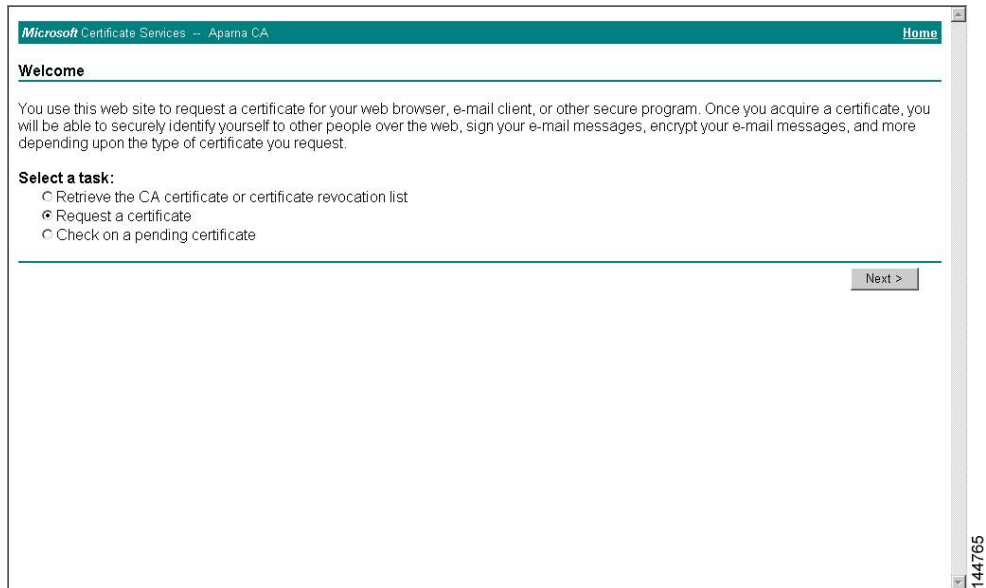 Microsoft Certificate Services -- Aparna CA Home
Welcome
You use this web site to request a certificate for your web browser, e-mail client, or other secure program. Once you acquire a certificate, you
will be able to securely identify yourself to other people over the web, sign your e-mail messages, encrypt your e-mail messages, and more
depending upon the type of certificate you request.
Select a task:
Retrieve the CA certificate or certificate revocation list
Request a certificate
Check on a pending certificate
Next >
144765